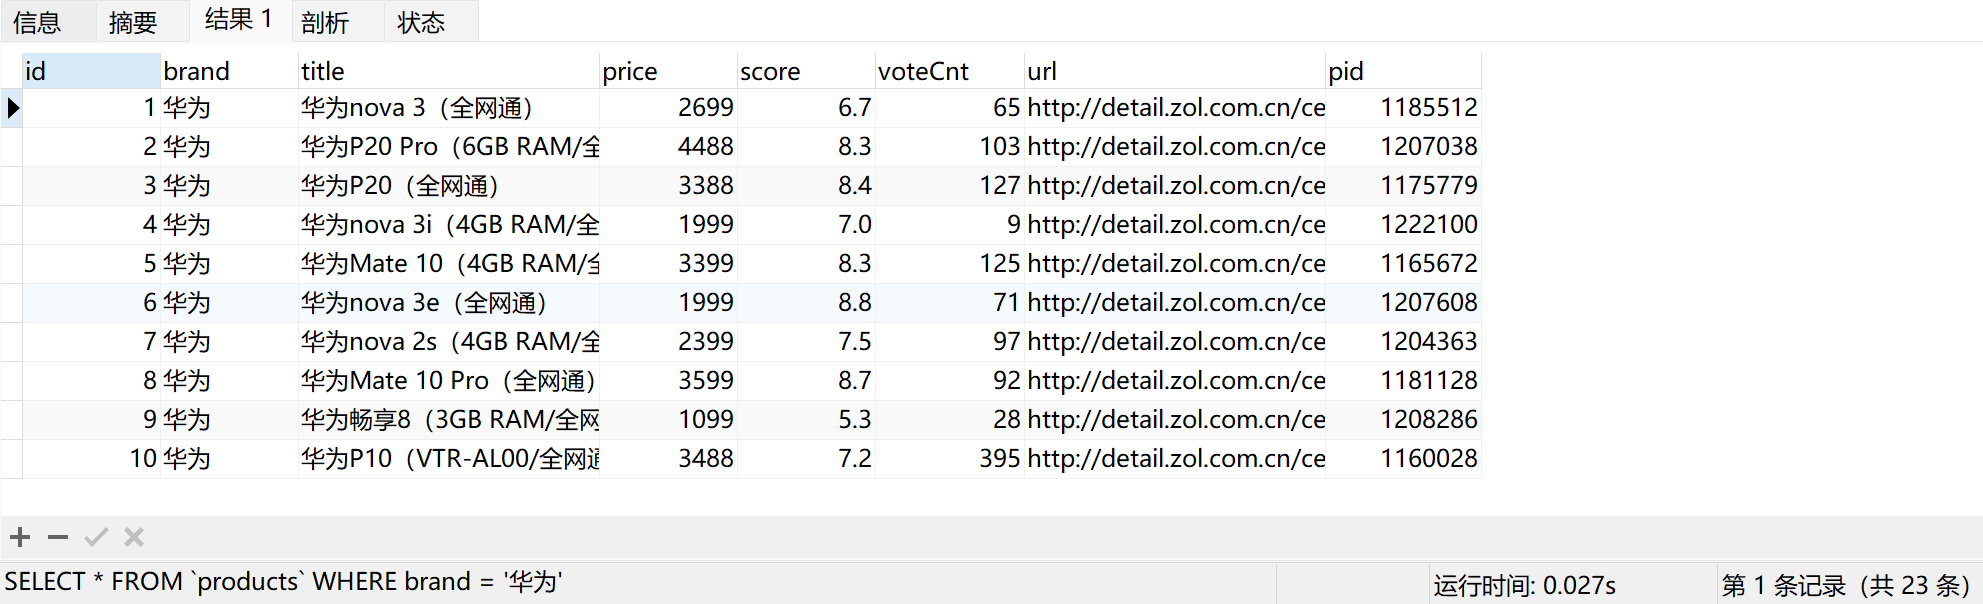 信息 摘要 结果 1 剖析 状态
id brand title price score voteCnt url pid
1 华为 华为nova 3（全网通） 2699 6.7 65 http://detail.zol.com.cn/ce 1185512
2 华为 华为P20 Pro（6GB RAM/全 4488 8.3 103 http://detail.zol.com.cn/ce 1207038
3 华为 华为P20（全网通） 3388 8.4 127 http://detail.zol.com.cn/ce 1175779
4 华为 华为nova 3i（4GB RAM/全 1999 7.0 9 http://detail.zol.com.cn/ce 1222100
5 华为 华为Mate 10（4GB RAM/全 3399 8.3 125 http://detail.zol.com.cn/ce 1165672
6 华为 华为nova 3e（全网通） 1999 8.8 71 http://detail.zol.com.cn/ce 1207608
7 华为 华为nova 2s（4GB RAM/全 2399 7.5 97 http://detail.zol.com.cn/ce 1204363
8 华为 华为Mate 10 Pro（全网通） 3599 8.7 92 http://detail.zol.com.cn/ce 1181128
9 华为 华为畅享8（3GB RAM/全网 1099 5.3 28 http://detail.zol.com.cn/ce 1208286
10 华为 华为P10（VTR-AL00/全网通 3488 7.2 395 http://detail.zol.com.cn/ce 1160028
SELECT * FROM `products` WHERE brand = '华为' 运行时间: 0.027s 第 1 条记录（共 23 条）